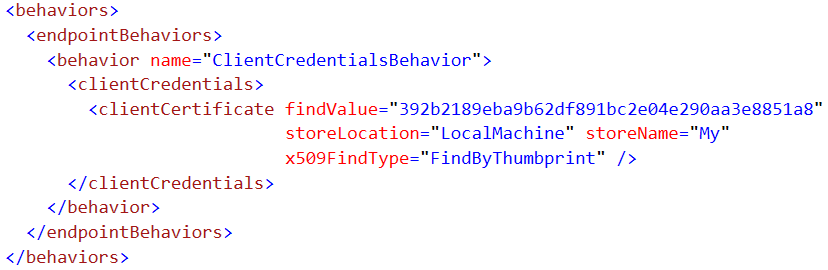 <behaviors>
  <endpointBehaviors>
    <behavior name="ClientCredentialsBehavior">
      <clientCredentials>
        <clientCertificate findValue="392b2189eba9b62df891bc2e04e290aa3e8851a8"
                           storeLocation="LocalMachine" storeName="My"
                           x509FindType="FindByThumbprint" />
      </clientCredentials>
    </behavior>
  </endpointBehaviors>
</behaviors>